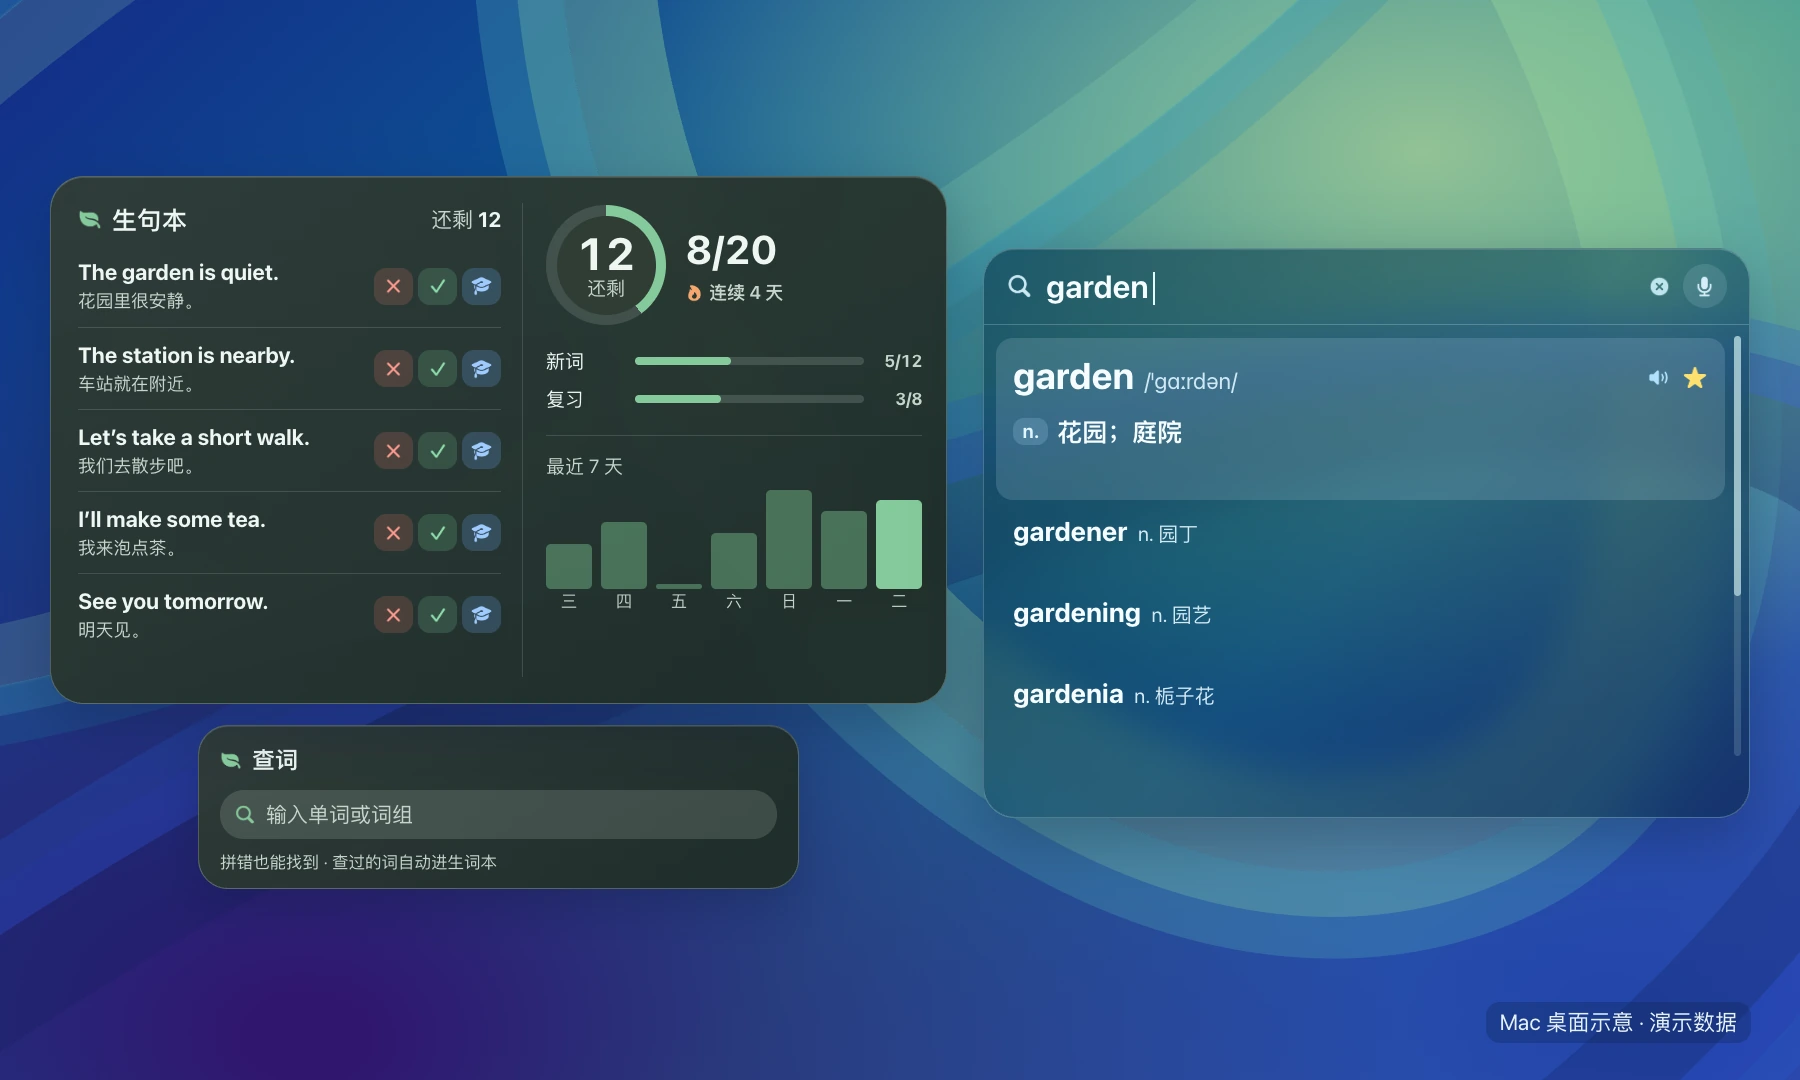 生句本
还剩 12
The garden is quiet.
花园里很安静。
The station is nearby.
车站就在附近。
Let’s take a short walk.
我们去散步吧。
I’ll make some tea.
我来泡点茶。
See you tomorrow.
明天见。
12
还剩
8/20
连续 4 天
新词 5/12
复习 3/8
最近 7 天
三 四 五 六 日 一 二
查词
输入单词或词组
拼错也能找到 · 查过的词自动进生词本
garden
garden /ˈɡɑːrdən/
n. 花园；庭院
gardener n. 园丁
gardening n. 园艺
gardenia n. 栀子花
Mac 桌面示意 · 演示数据